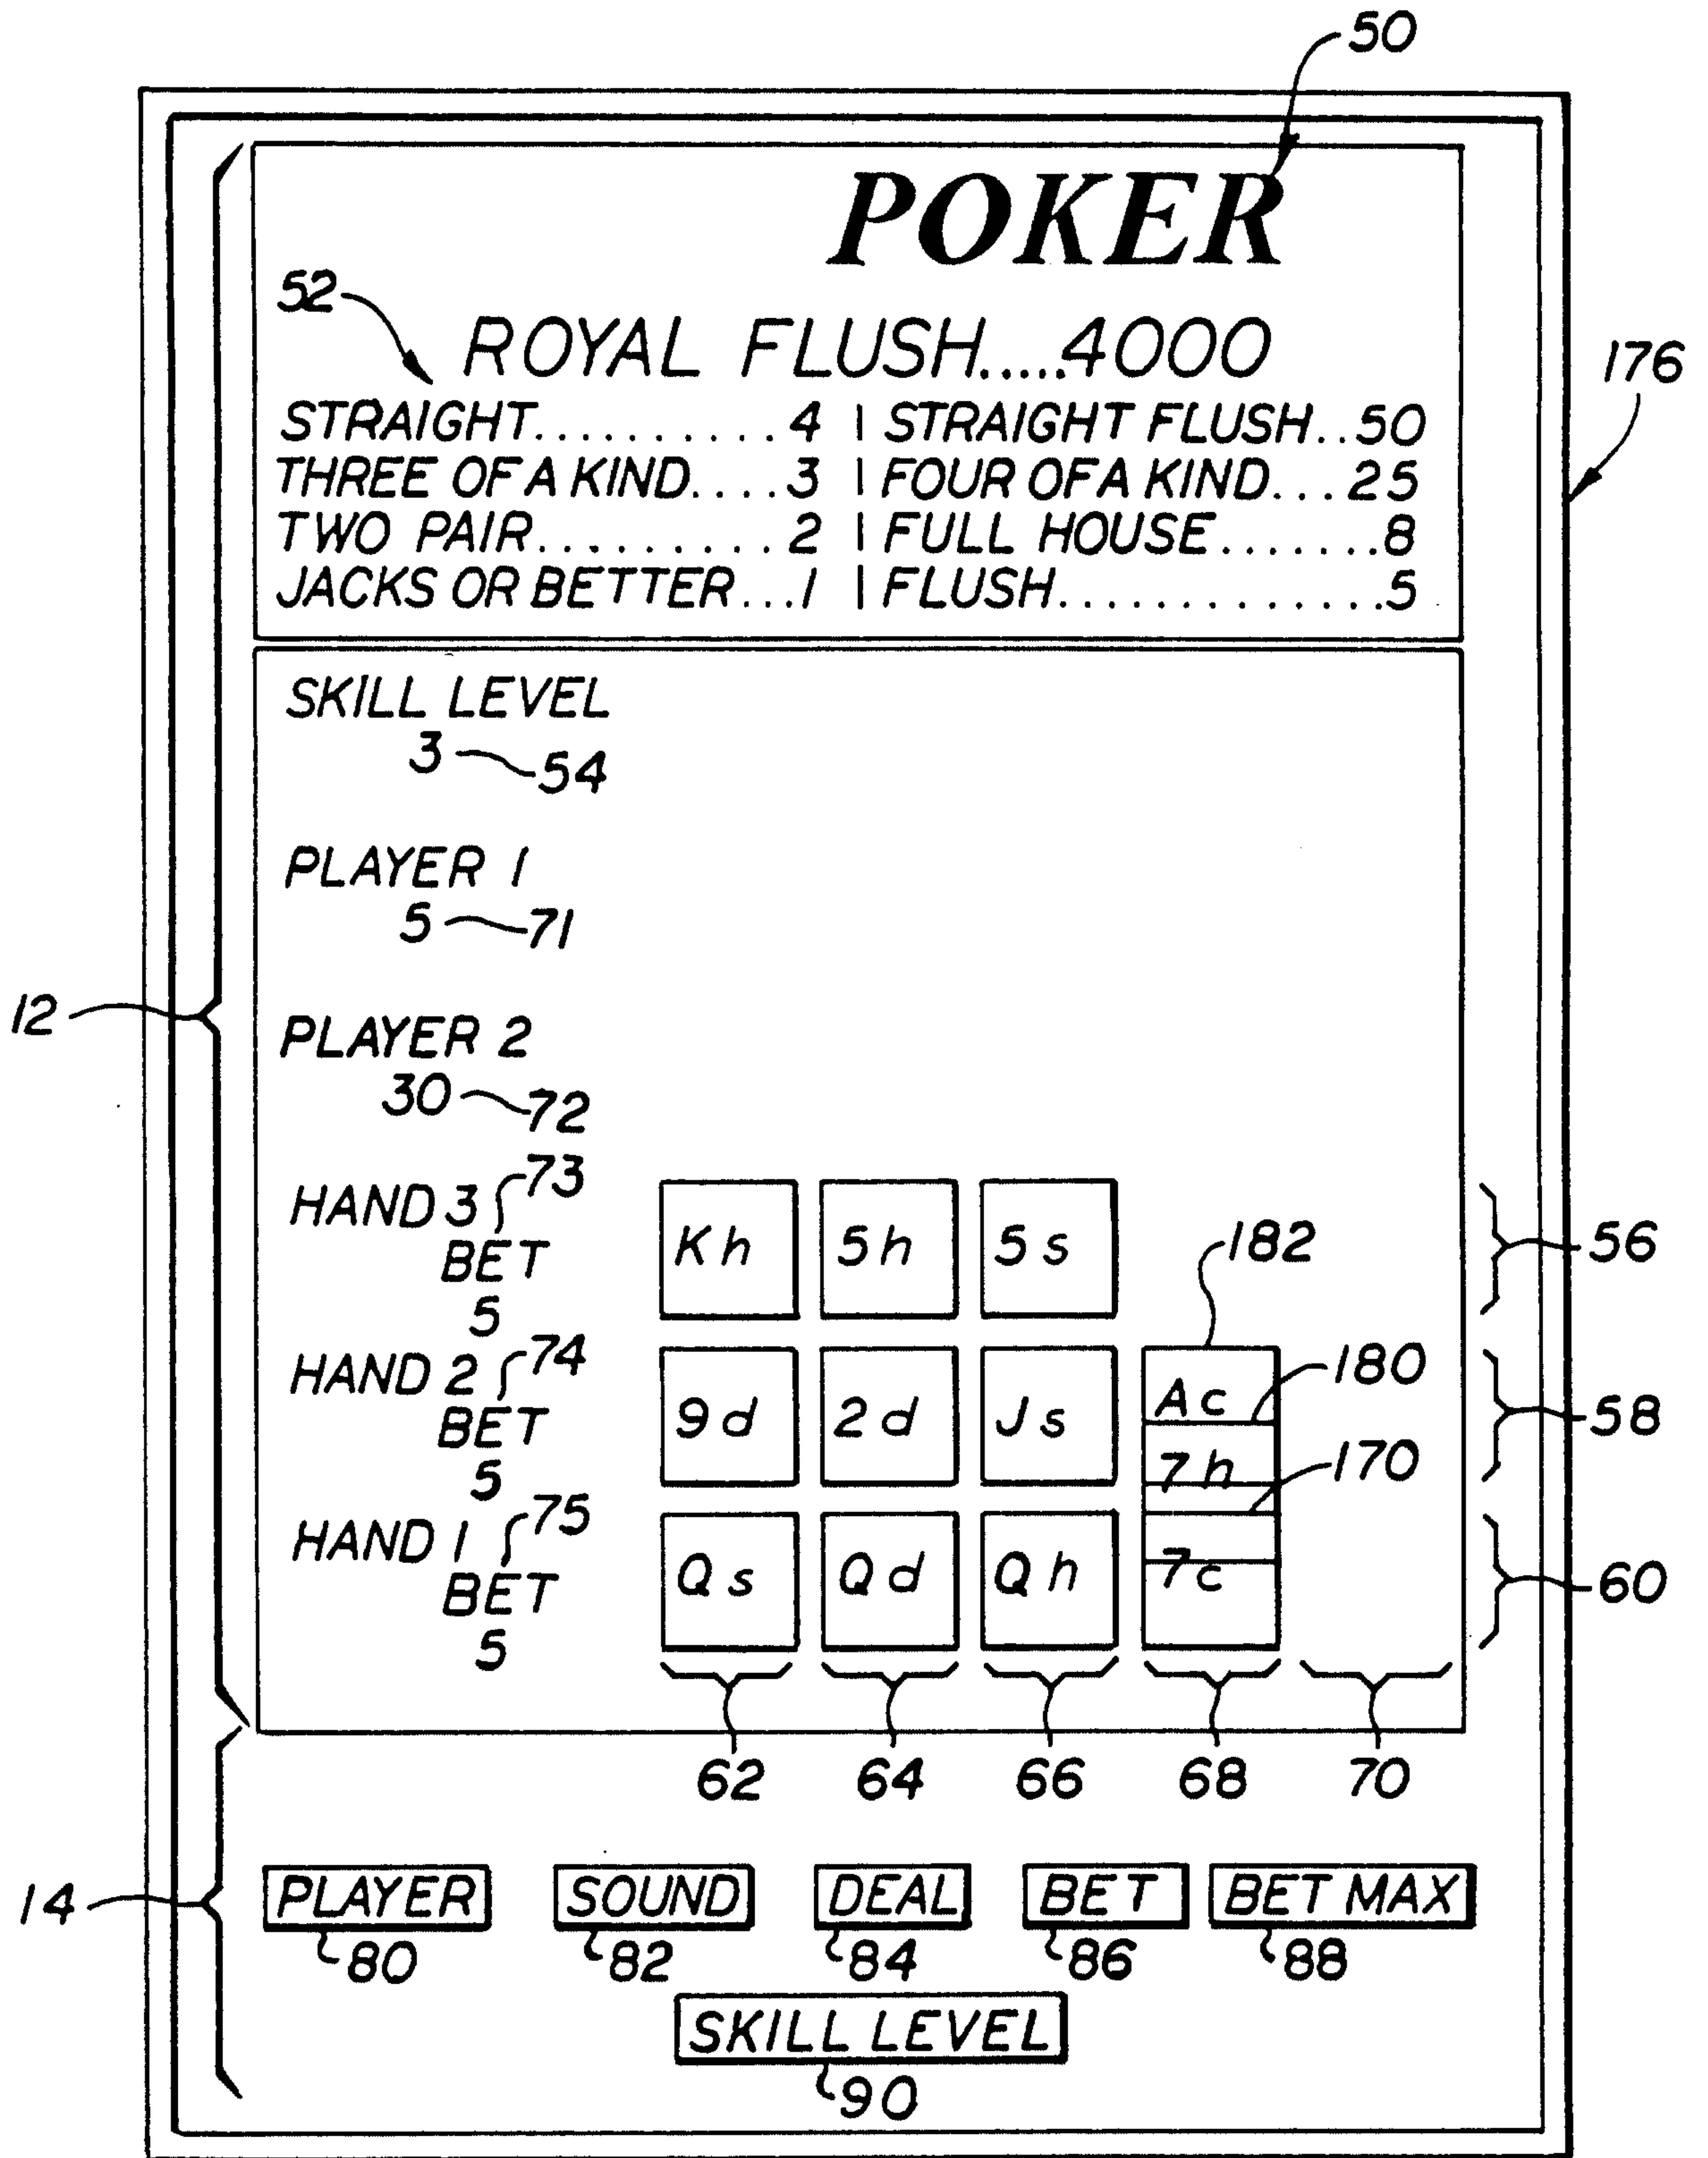 50
POKER
52
ROYAL FLUSH.....4000
176
STRAIGHT..........4 | STRAIGHT FLUSH..50
THREE OF A KIND....3 | FOUR OF A KIND...25
TWO PAIR.........2 | FULL HOUSE.......8
JACKS OR BETTER...1 | FLUSH..............5
SKILL LEVEL
3 54
PLAYER 1
5 71
12
PLAYER 2
30 72
HAND 3 73
BET
5
Kh 5h 5s
182
56
HAND 2 74
BET
5
9d 2d Js Ac
180
7h
170
58
HAND 1 75
BET
5
Qs Qd Qh 7c
60
62 64 66 68 70
14
PLAYER SOUND DEAL BET BET MAX
80 82 84 86 88
SKILL LEVEL
90